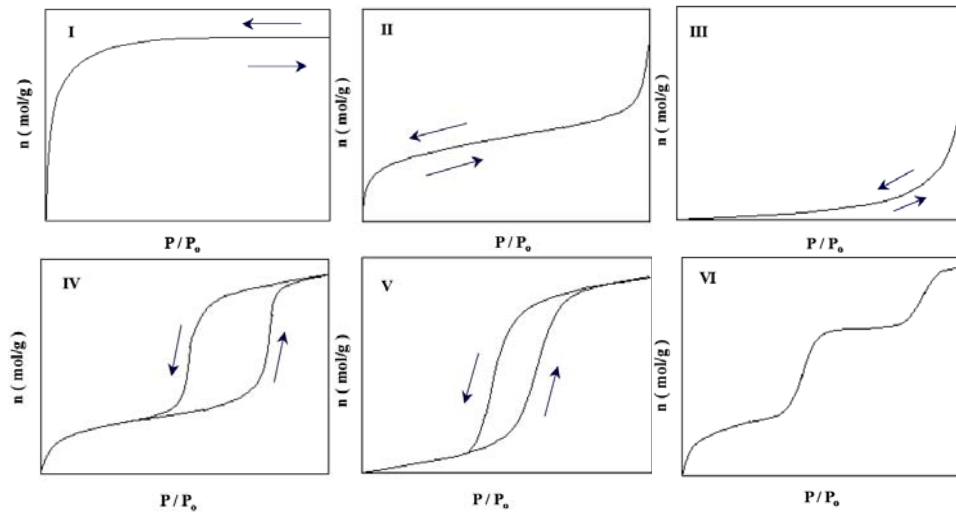 I
n ( mol/g )
P / Po
II
n ( mol/g )
P / Po
III
n ( mol/g )
P / Po
IV
n ( mol/g )
P / Po
V
n ( mol/g )
P / Po
VI
n ( mol/g )
P / Po